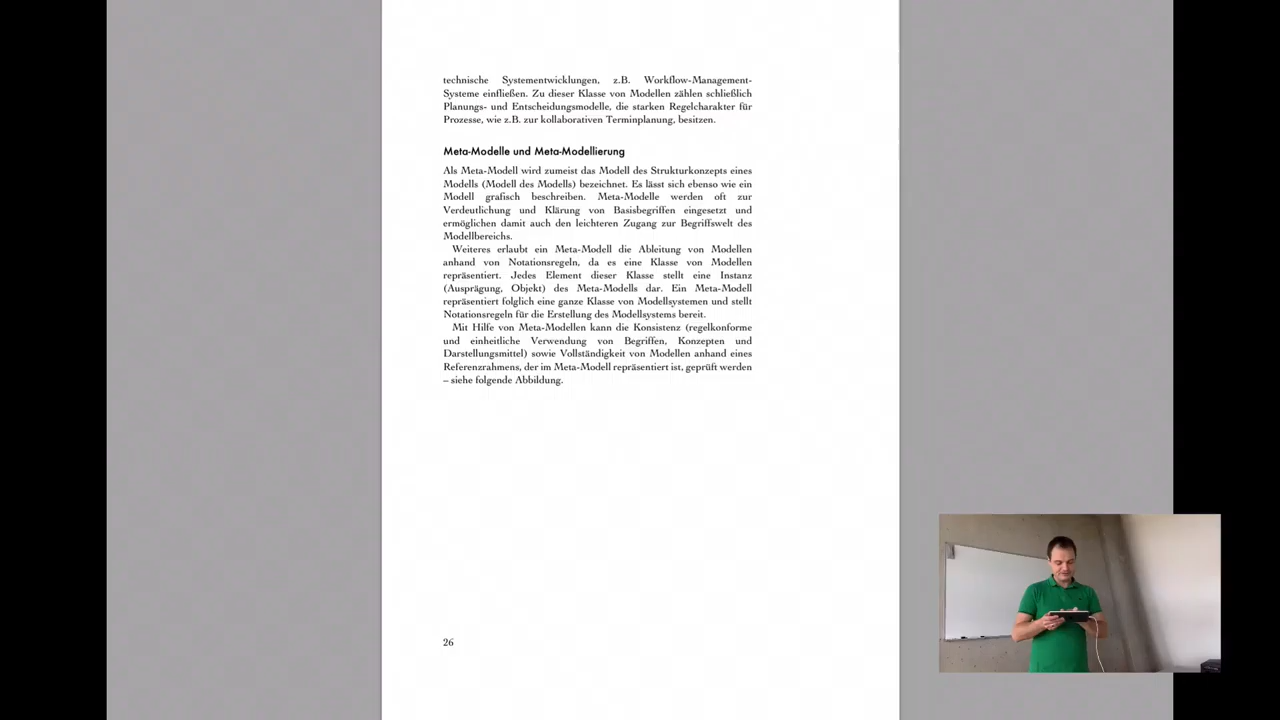 technische Systementwicklungen, z.B. Workflow-Management-
Systeme einfließen. Zu dieser Klasse von Modellen zählen schließlich
Planungs- und Entscheidungsmodelle, die starken Regelcharakter für
Prozesse, wie z.B. zur kollaborativen Terminplanung, besitzen.
Meta-Modelle und Meta-Modellierung
Als Meta-Modell wird zumeist das Modell des Strukturkonzepts eines
Modells (Modell des Modells) bezeichnet. Es lässt sich ebenso wie ein
Modell grafisch beschreiben. Meta-Modelle werden oft zur
Verdeutlichung und Klärung von Basisbegriffen eingesetzt und
ermöglichen damit auch den leichteren Zugang zur Begriffswelt des
Modellbereichs.
Weiteres erlaubt ein Meta-Modell die Ableitung von Modellen
anhand von Notationsregeln, da es eine Klasse von Modellen
repräsentiert. Jedes Element dieser Klasse stellt eine Instanz
(Ausprägung, Objekt) des Meta-Modells dar. Ein Meta-Modell
repräsentiert folglich eine ganze Klasse von Modellsystemen und stellt
Notationsregeln für die Erstellung des Modellsystems bereit.
Mit Hilfe von Meta-Modellen kann die Konsistenz (regelkonforme
und einheitliche Verwendung von Begriffen, Konzepten und
Darstellungsmittel) sowie Vollständigkeit von Modellen anhand eines
Referenzrahmens, der im Meta-Modell repräsentiert ist, geprüft werden
– siehe folgende Abbildung.
26